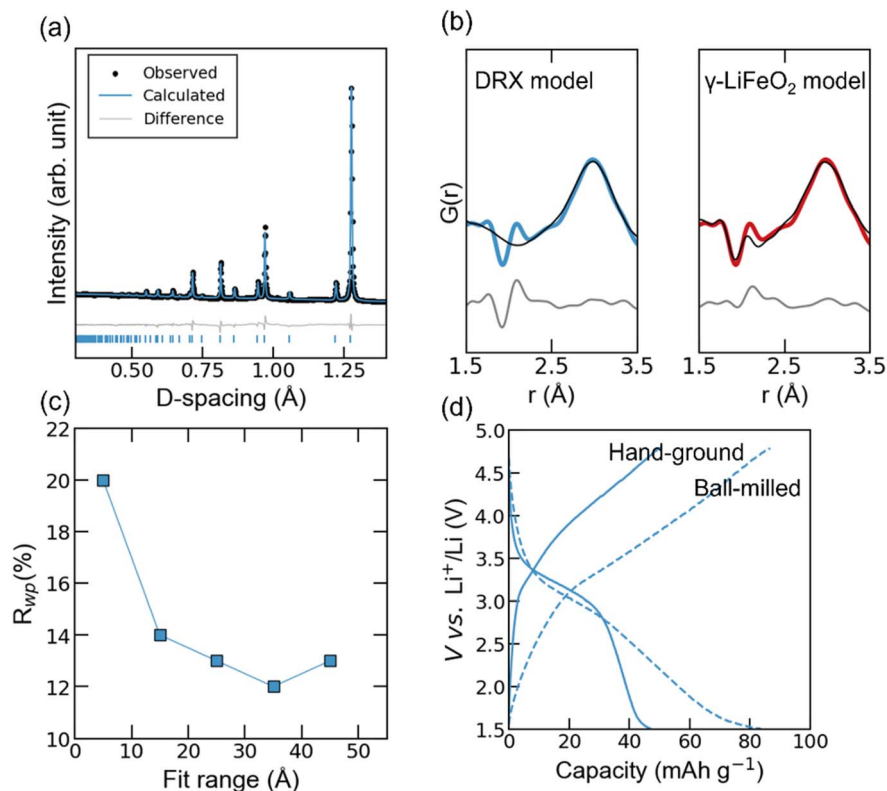 (a)
Observed
Calculated
Difference
Intensity (arb. unit)
0.50 0.75 1.00 1.25
D-spacing (Å)
(b)
DRX model
γ-LiFeO₂ model
G(r)
1.5 2.5 3.5
r (Å)
1.5 2.5 3.5
r (Å)
(c)
22
20
18
16
14
12
10
R_wp(%)
0 10 20 30 40 50
Fit range (Å)
(d)
5.0
4.5
4.0
3.5
3.0
2.5
2.0
1.5
V vs. Li⁺/Li (V)
Hand-ground
Ball-milled
0 20 40 60 80 100
Capacity (mAh g⁻¹)